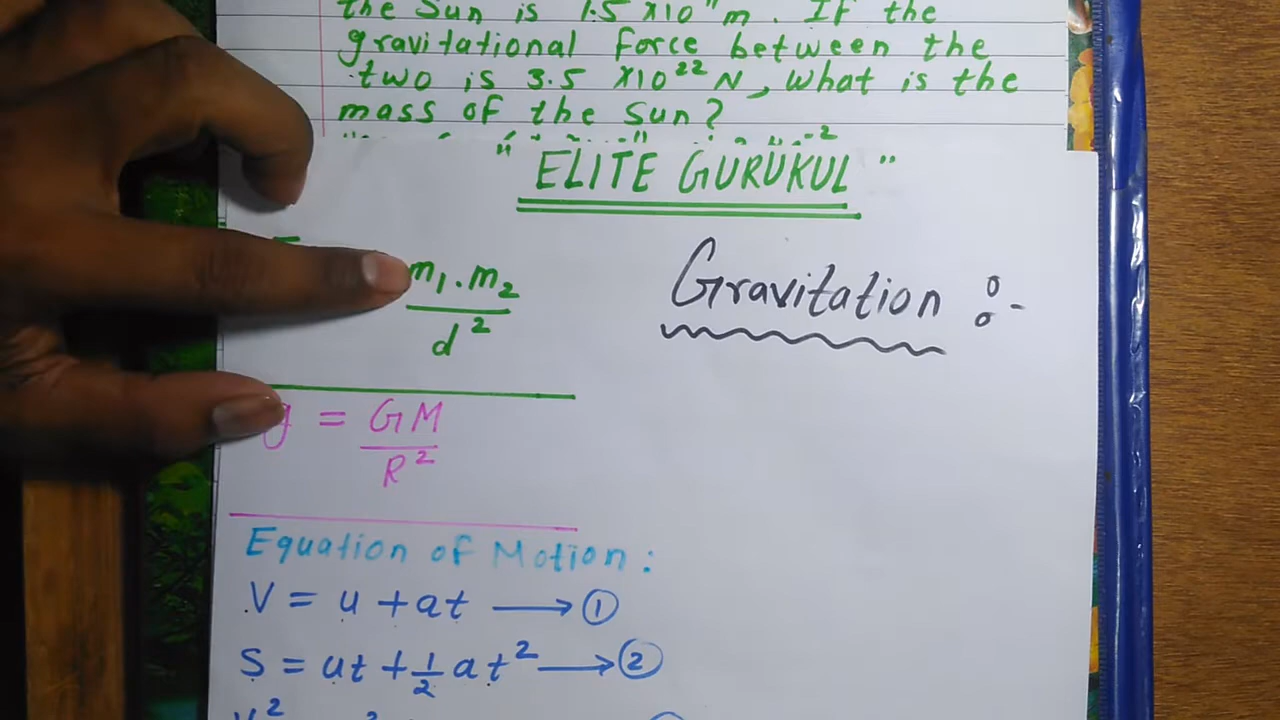 the Sun is 1.5 X10¹¹ m. If the
gravitational force between the
two is 3.5 X10²² N, What is the
mass of the Sun?
"ELITE GURUKUL"
m₁.m₂
d²
Gravitation :-
g = GM
R²
Equation of Motion:
V = u + at → ①
S = ut + ½ at² → ②